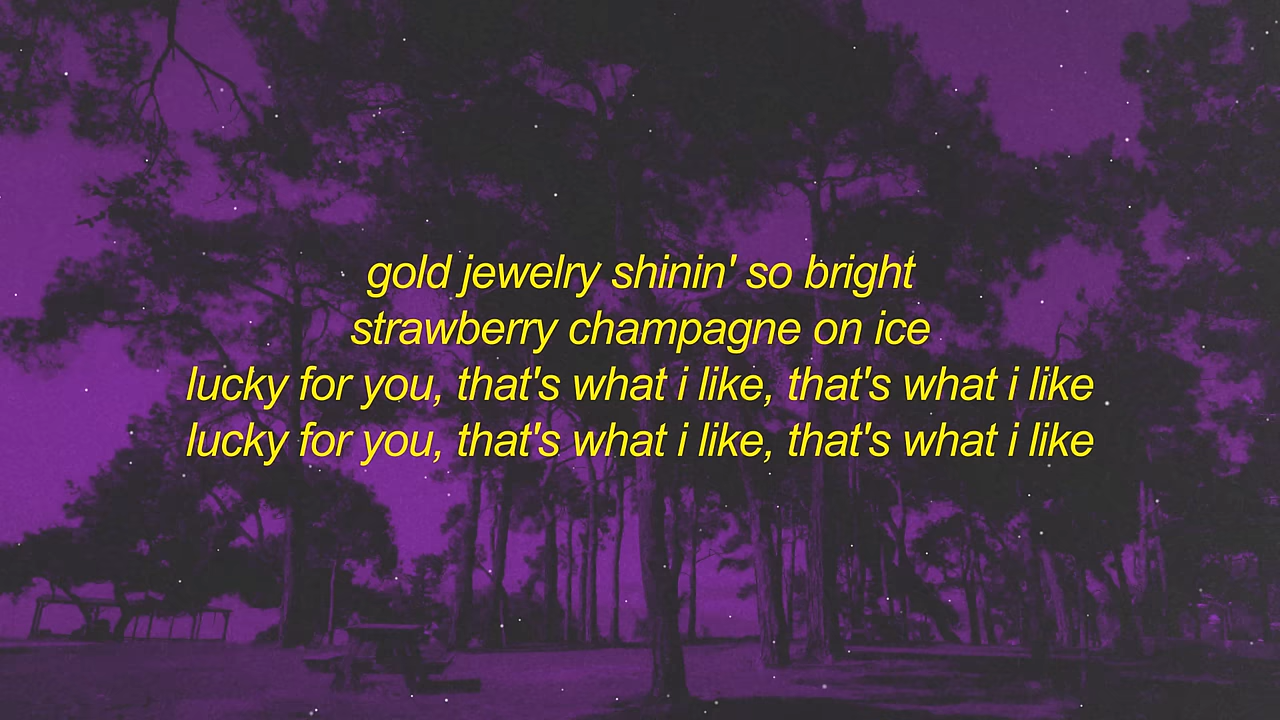 gold jewelry shinin' so bright
strawberry champagne on ice
lucky for you, that's what i like, that's what i like
lucky for you, that's what i like, that's what i like